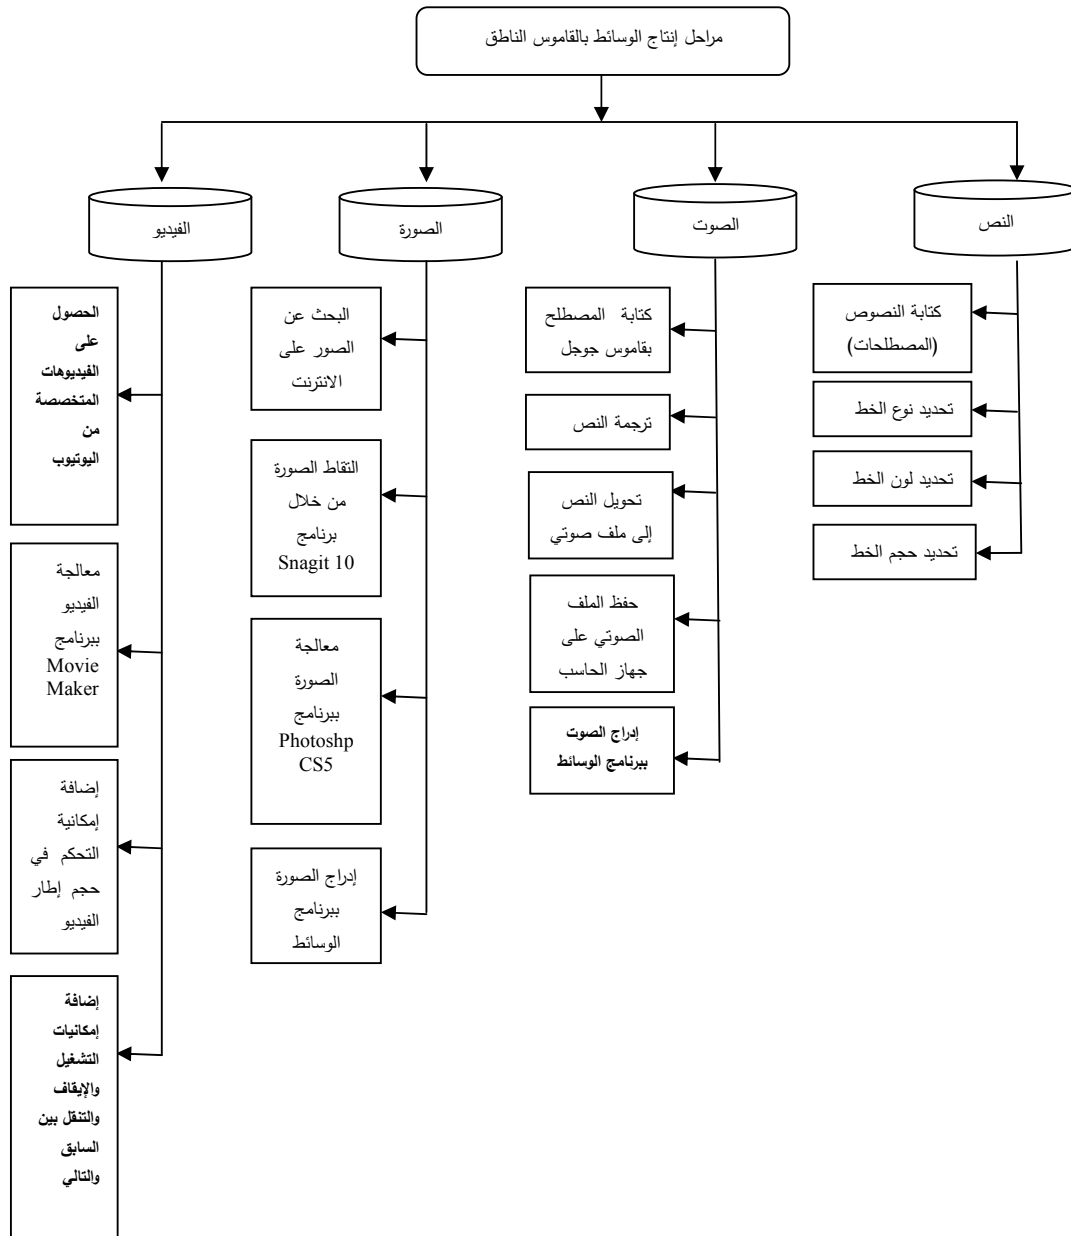 مراحل إنتاج الوسائط بالقاموس الناطق
النص
الصوت
الصورة
الفيديو
كتابة النصوص
(المصطلحات)
تحديد نوع الخط
تحديد لون الخط
تحديد حجم الخط
كتابة المصطلح
بقاموس جوجل
ترجمة النص
تحويل النص
إلى ملف صوتي
حفظ الملف
الصوتي على
جهاز الحاسب
إدراج الصوت
ببرنامج الوسائط
البحث عن
الصور على
الانترنت
التقاط الصورة
من خلال
برنامج
Snagit 10
معالجة
الصورة
ببرنامج
Photoshp
CS5
إدراج الصورة
ببرنامج
الوسائط
الحصول
على
الفيديوهات
المتخصصة
من
اليوتيوب
معالجة
الفيديو
ببرنامج
Movie
Maker
إضافة
إمكانية
التحكم في
حجم إطار
الفيديو
إضافة
إمكانيات
التشغيل
والإيقاف
والتنقل بين
السابق
والتالي